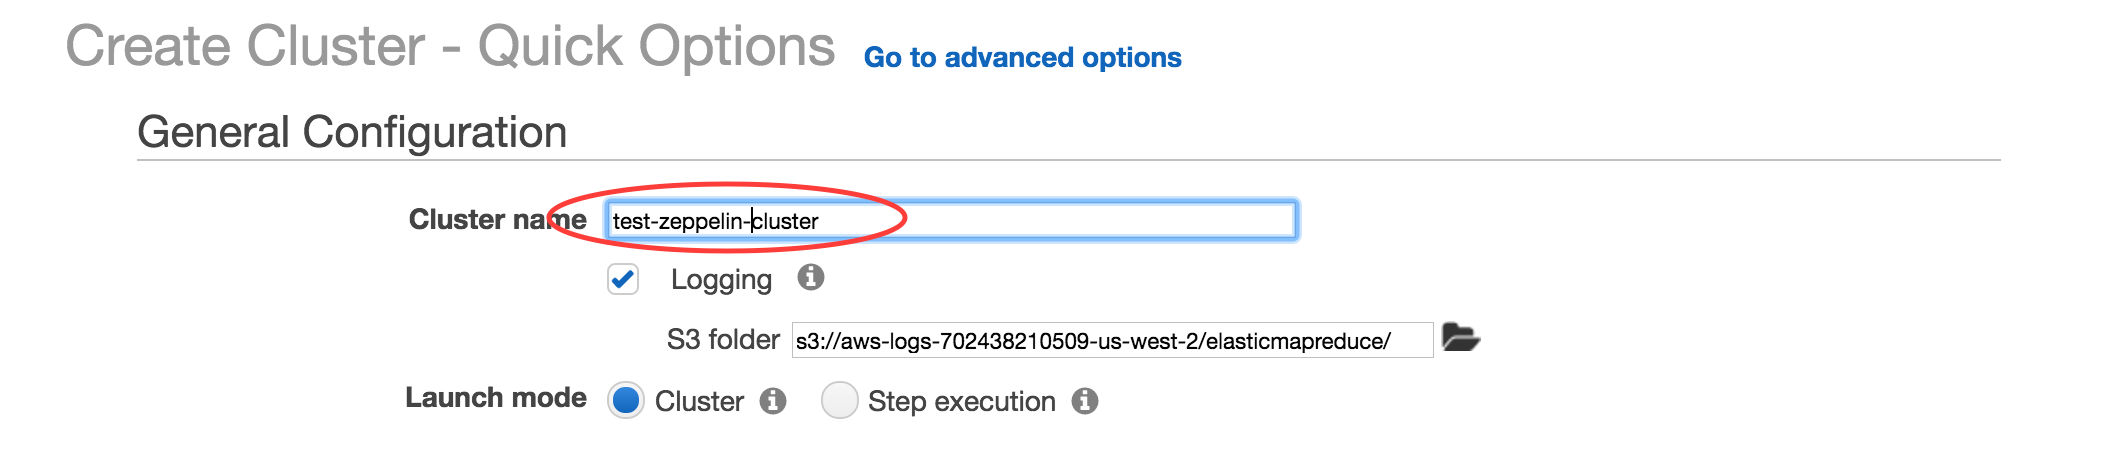 Create Cluster - Quick Options Go to advanced options
General Configuration
Cluster name test-zeppelin-cluster
Logging
S3 folder s3://aws-logs-702438210509-us-west-2/elasticmapreduce/
Launch mode Cluster Step execution